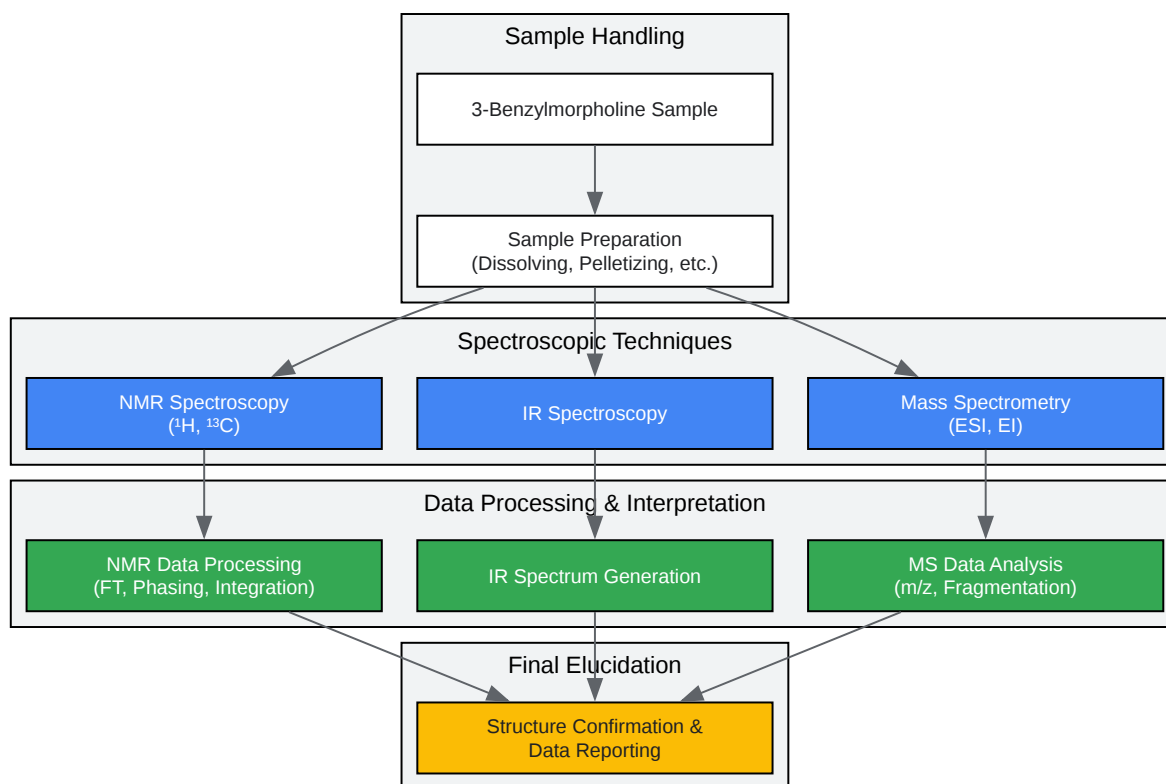 Sample Handling
3-Benzylmorpholine Sample
Sample Preparation
(Dissolving, Pelletizing, etc.)
Spectroscopic Techniques
NMR Spectroscopy
(¹H, ¹³C)
IR Spectroscopy
Mass Spectrometry
(ESI, EI)
Data Processing & Interpretation
NMR Data Processing
(FT, Phasing, Integration)
IR Spectrum Generation
MS Data Analysis
(m/z, Fragmentation)
Final Elucidation
Structure Confirmation &
Data Reporting